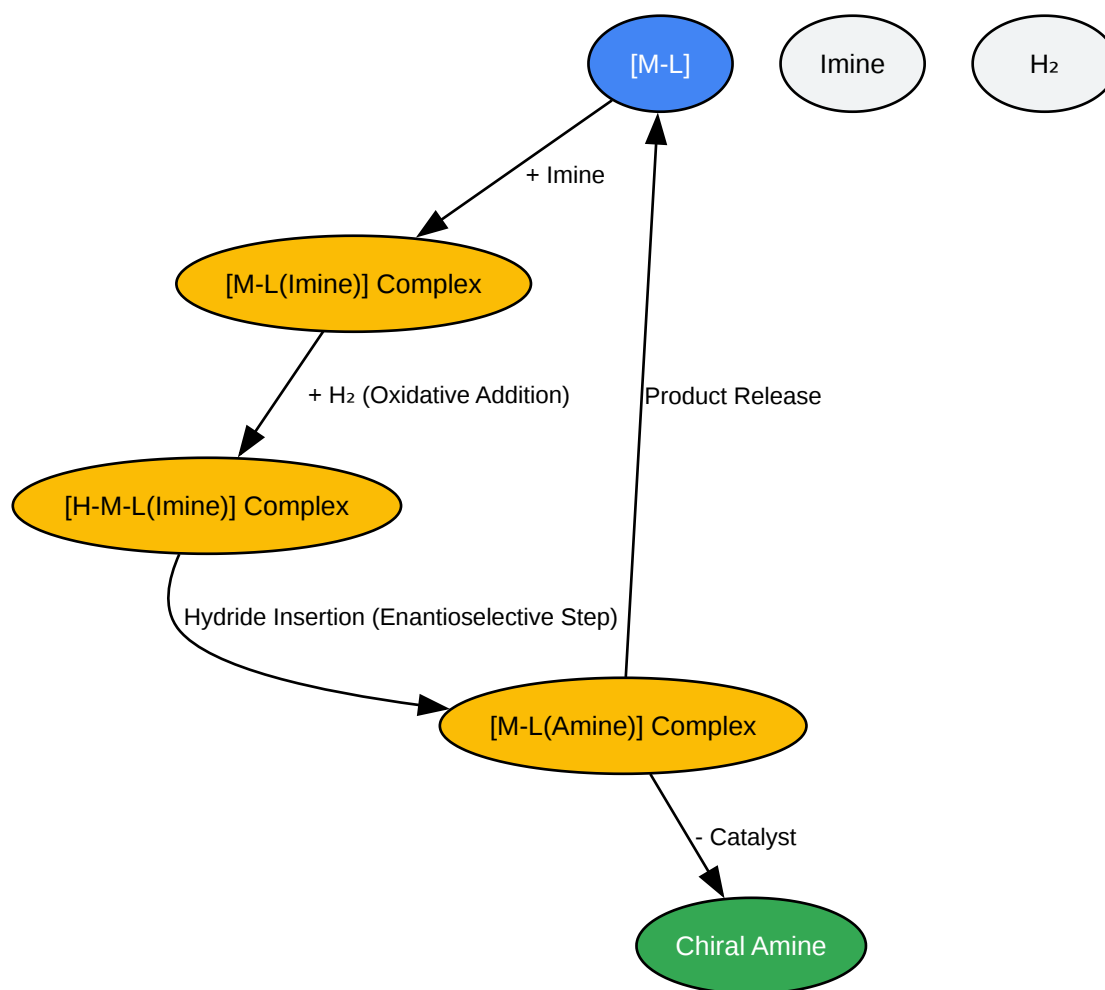 [M-L]
Imine
H₂
+ Imine
[M-L(Imine)] Complex
+ H₂ (Oxidative Addition)
Product Release
[H-M-L(Imine)] Complex
Hydride Insertion (Enantioselective Step)
[M-L(Amine)] Complex
- Catalyst
Chiral Amine